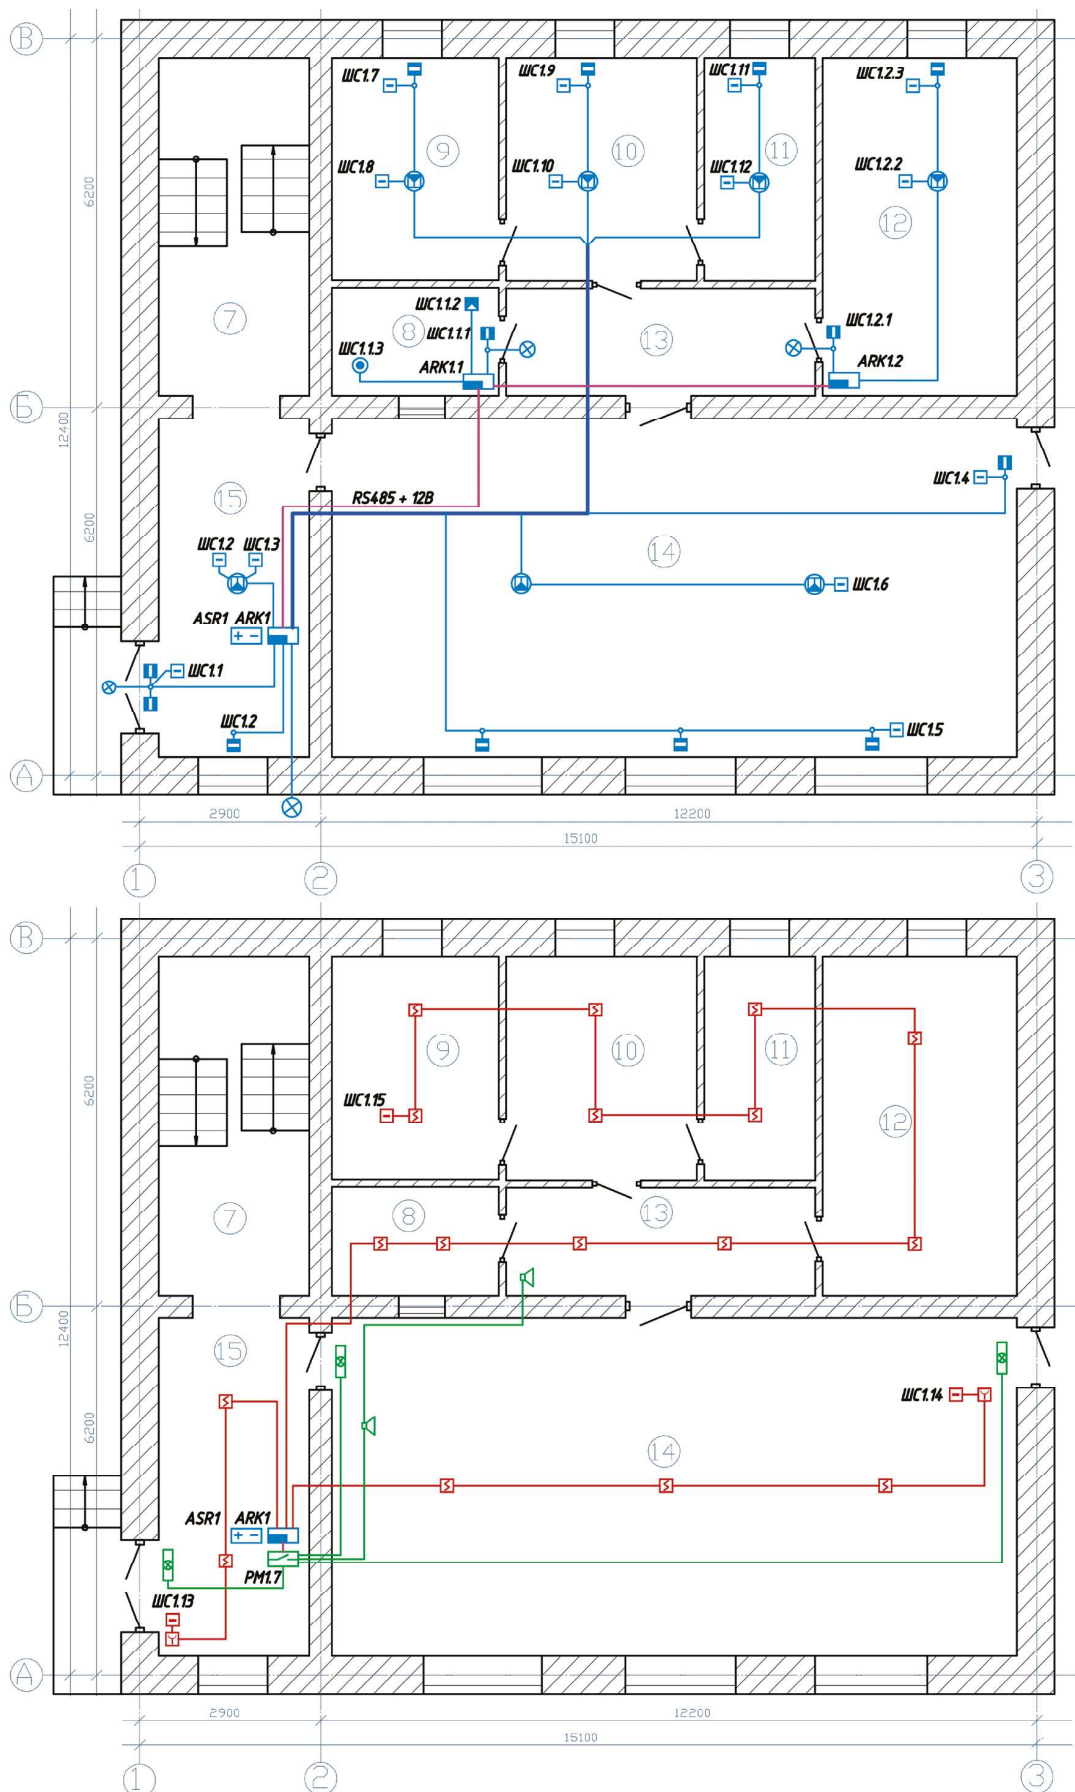 В
ШС1.7
ШС1.9
ШС1.11
ШС1.2.3
9
10
11
ШС1.8
ШС1.10
ШС1.12
ШС1.2.2
6200
12
7
ШС1.1.2
8
ШС1.1.1
13
ШС1.2.1
ШС1.1.3
ARK1.1
ARK1.2
Б
12400
15
RS485 + 12В
ШС1.4
6200
ШС1.2
ШС1.3
14
ШС1.6
ASR1
ARK1
ШС1.1
ШС1.2
ШС1.5
А
2900
12200
15100
1
2
3
В
9
10
11
6200
ШС1.15
12
7
8
13
Б
12400
15
ШС1.14
6200
14
ASR1
ARK1
РМ1.7
ШС1.13
А
2900
12200
15100
1
2
3